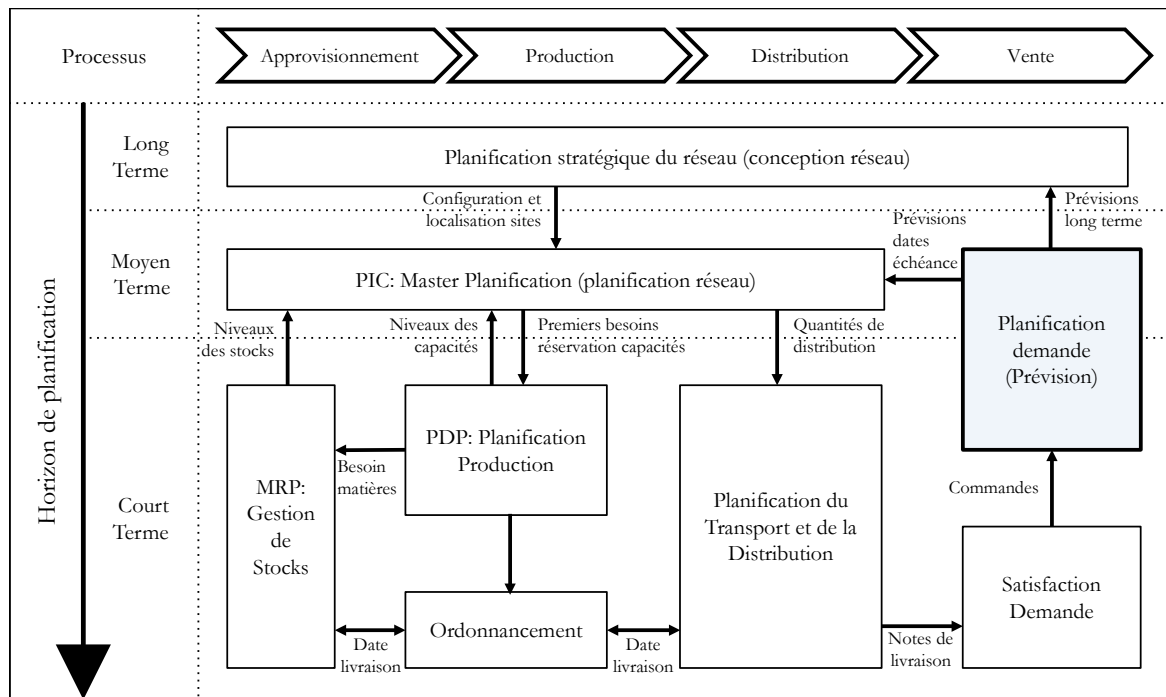 Processus
Approvisionnement
Production
Distribution
Vente
Horizon de planification
Long
Terme
Planification stratégique du réseau (conception réseau)
Configuration et
localisation sites
Prévisions
long terme
Prévisions
dates
échéance
Moyen
Terme
PIC: Master Planification (planification réseau)
Niveaux
des stocks
Niveaux des
capacités
Premiers besoins
réservation capacités
Quantités de
distribution
Planification
demande
(Prévision)
Court
Terme
MRP:
Gestion
de
Stocks
Besoin
matières
PDP: Planification
Production
Planification du
Transport et de la
Distribution
Commandes
Ordonnancement
Date
livraison
Date
livraison
Notes de
livraison
Satisfaction
Demande